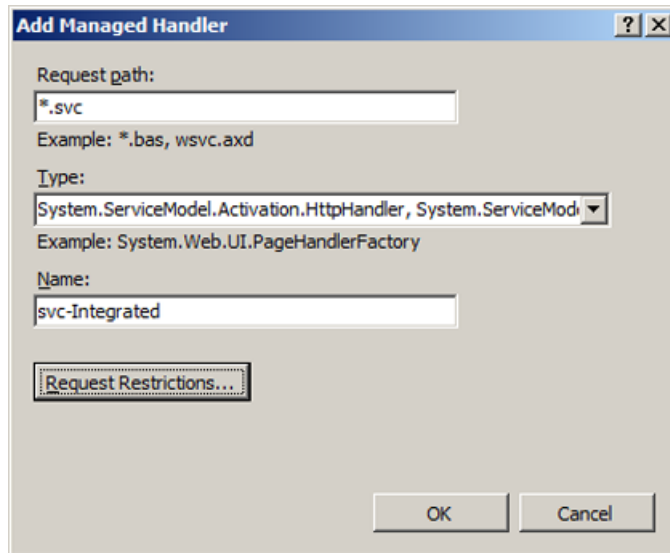 Add Managed Handler
Request path:
*.svc
Example: *.bas, wsvc.axd
Type:
System.ServiceModel.Activation.HttpHandler, System.ServiceMod
Example: System.Web.UI.PageHandlerFactory
Name:
svc-Integrated
Request Restrictions...
OK Cancel